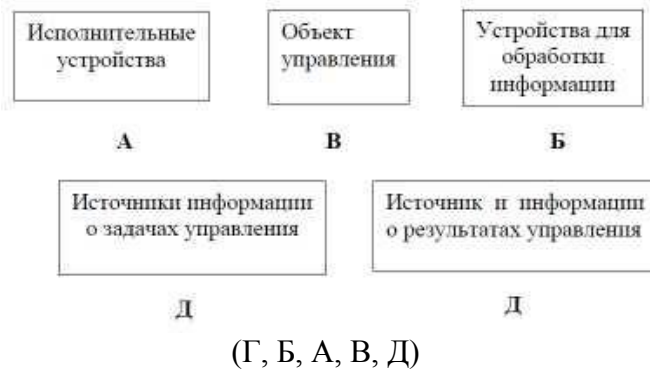 Исполнительные
устройства
Объект
управления
Устройства для
обработки
информации
А
В
Б
Источники информации
о задачах управления
Источник и информации
о результатах управления
Д
Д
(Г, Б, А, В, Д)